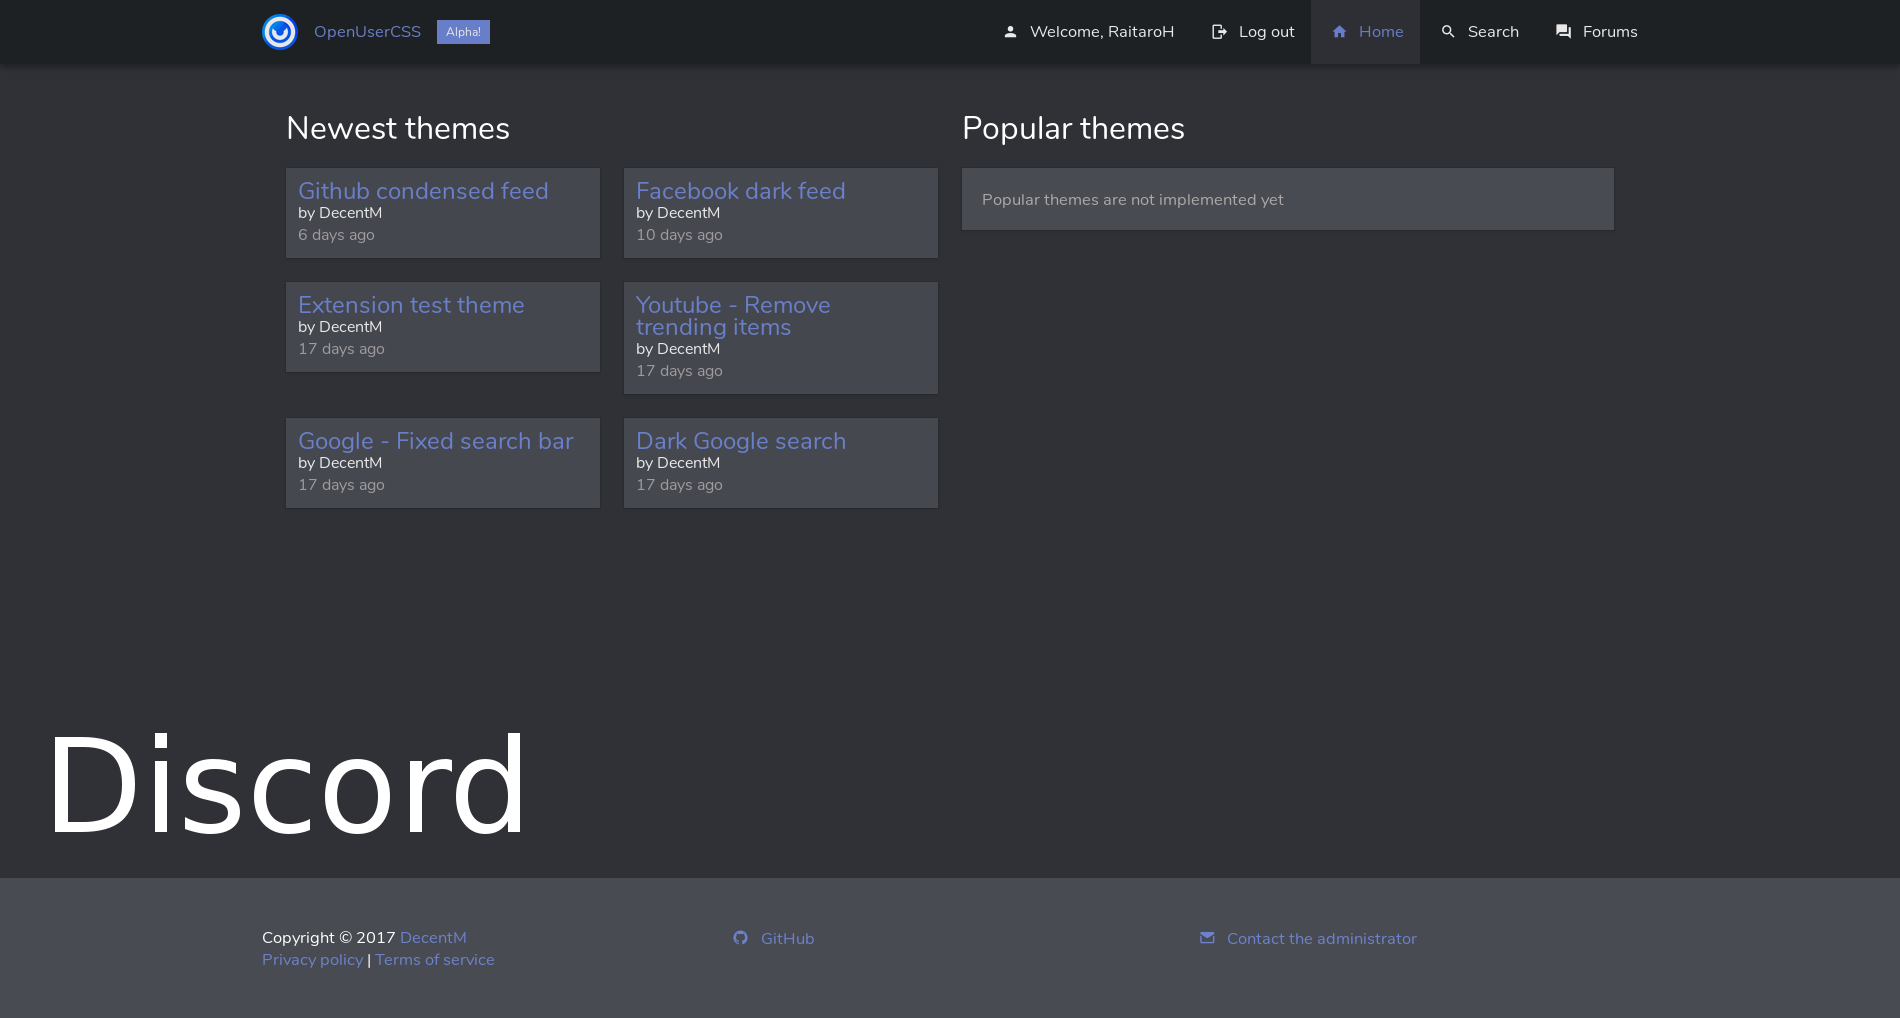 OpenUserCSS Alpha! Welcome, RaitaroH Log out Home Search Forums
Newest themes
Github condensed feed
by DecentM
6 days ago
Facebook dark feed
by DecentM
10 days ago
Extension test theme
by DecentM
17 days ago
Youtube - Remove
trending items
by DecentM
17 days ago
Google - Fixed search bar
by DecentM
17 days ago
Dark Google search
by DecentM
17 days ago
Popular themes
Popular themes are not implemented yet
Discord
Copyright © 2017 DecentM
Privacy policy | Terms of service
GitHub
Contact the administrator